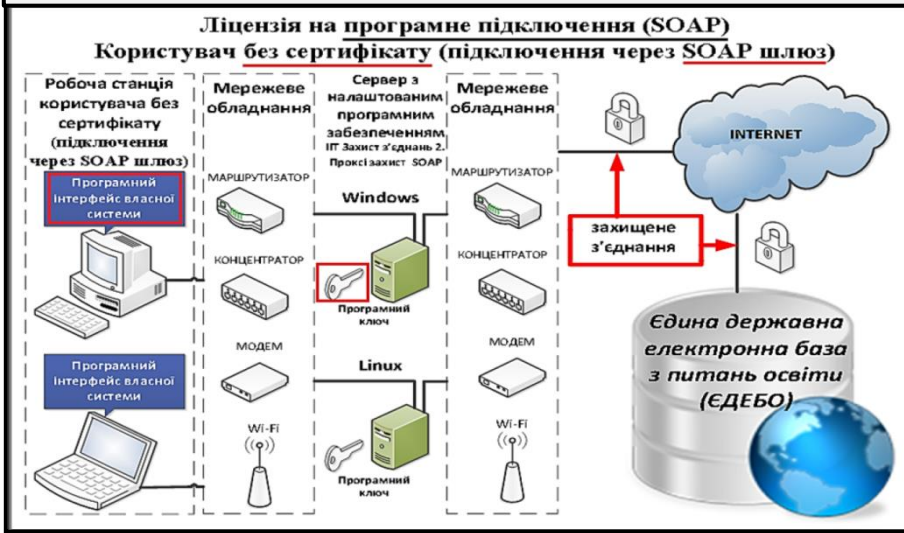 Ліцензія на програмне підключення (SOAP)
Користувач без сертифікату (підключення через SOAP шлюз)
Робоча станція
користувача без
сертифікату
(підключення
через SOAP шлюз)
Програмний
інтерфейс власної
системи
Програмний
інтерфейс власної
системи
Мережеве
обладнання
МАРШРУТИЗАТОР
КОНЦЕНТРАТОР
МОДЕМ
Wi-Fi
Сервер з
налаштованим
програмним
забезпеченням
ІІТ Захист з'єднань 2.
Проксі захист SOAP
Windows
Програмний
ключ
Linux
Програмний
ключ
Мережеве
обладнання
МАРШРУТИЗАТОР
КОНЦЕНТРАТОР
МОДЕМ
Wi-Fi
INTERNET
захищене
з'єднання
Єдина державна
електронна база
з питань освіти
(ЄДЕБО)